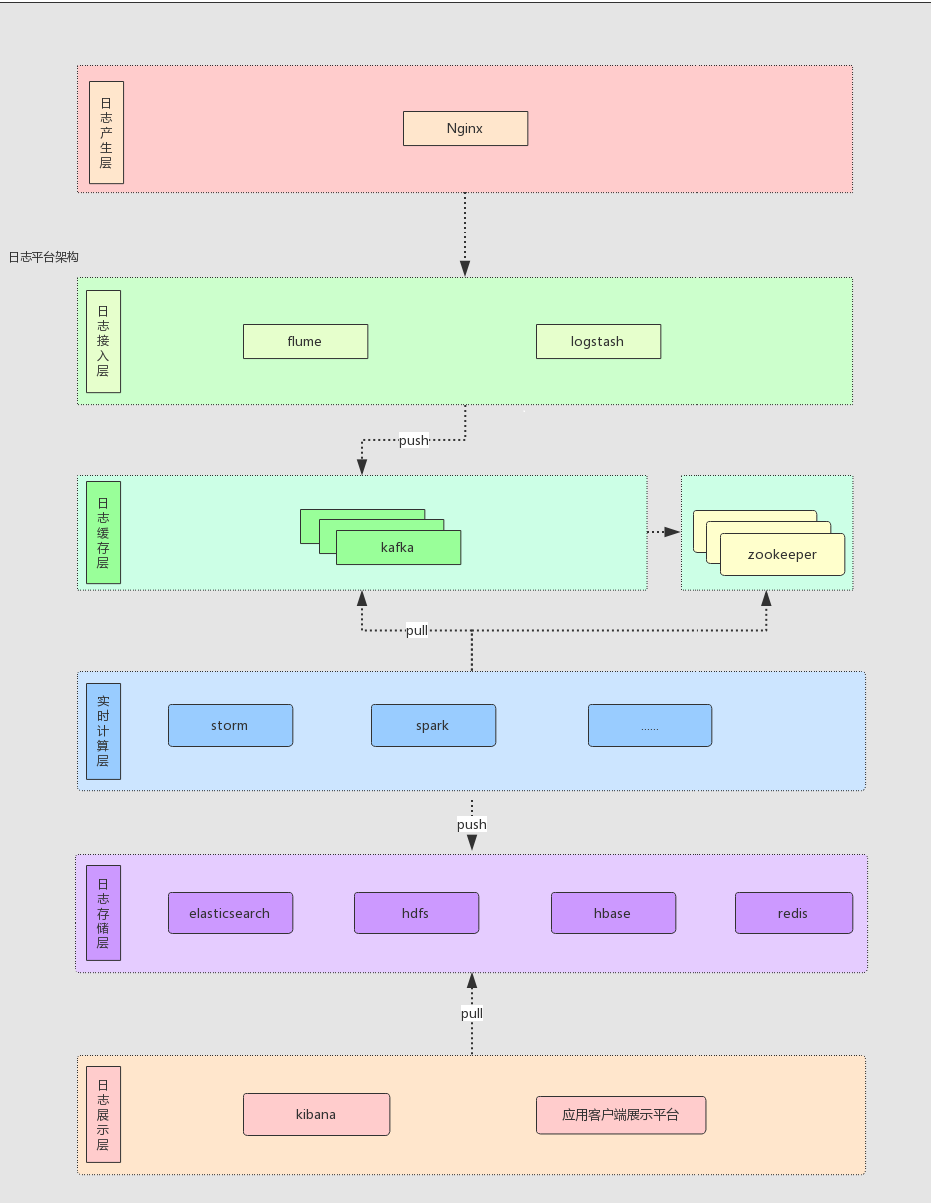 日志产生层
Nginx
日志平台架构
日志接入层
flume
logstash
push
日志缓存层
kafka
zookeeper
pull
实时计算层
storm
spark
......
push
日志存储层
elasticsearch
hdfs
hbase
redis
pull
日志展示层
kibana
应用客户端展示平台